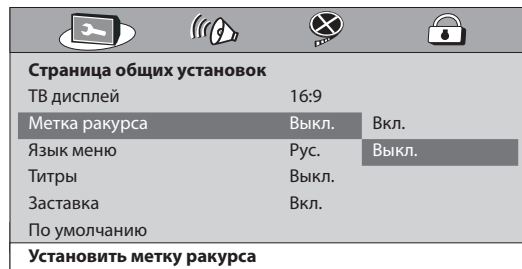 Страница общих установок
ТВ дисплей 16:9
Метка ракурса Выкл. Вкл.
Язык меню Рус. Выкл.
Титры Выкл.
Заставка Вкл.
По умолчанию
Установить метку ракурса